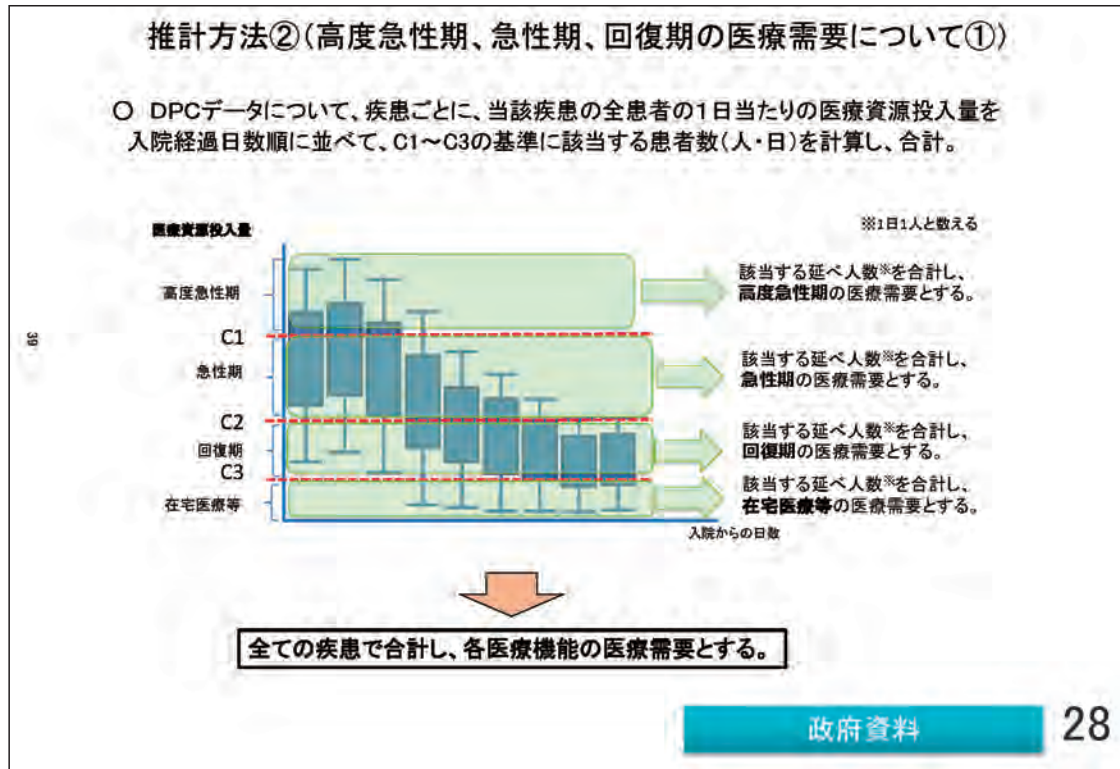 推計方法②(高度急性期、急性期、回復期の医療需要について①)
〇 DPCデータについて、疾患ごとに、当該疾患の全患者の1日当たりの医療資源投入量を
入院経過日数順に並べて、C1～C3の基準に該当する患者数(人・日)を計算し、合計。
医療資源投入量
※1日1人と数える
高度急性期
該当する延べ人数※を合計し、
高度急性期の医療需要とする。
C1
急性期
該当する延べ人数※を合計し、
急性期の医療需要とする。
C2
回復期
該当する延べ人数※を合計し、
回復期の医療需要とする。
C3
在宅医療等
該当する延べ人数※を合計し、
在宅医療等の医療需要とする。
入院からの日数
39
全ての疾患で合計し、各医療機能の医療需要とする。
政府資料
28